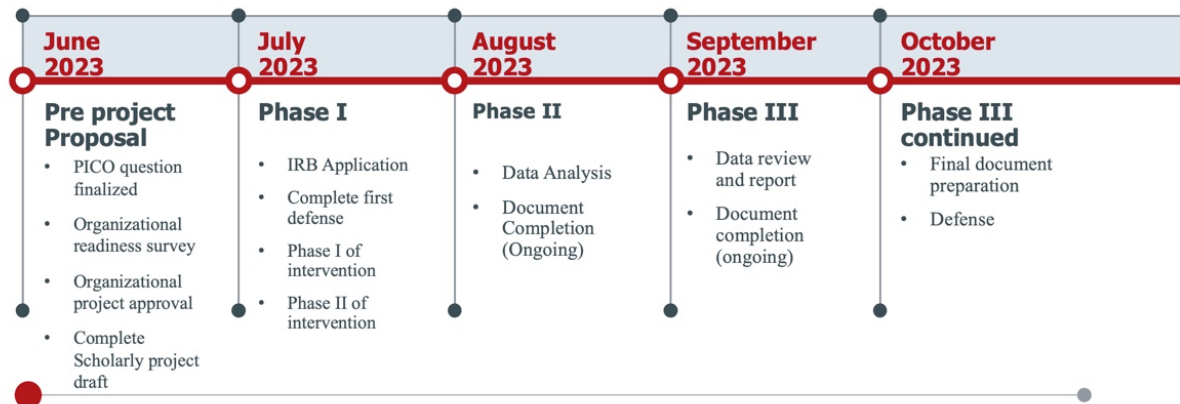 June
2023
July
2023
August
2023
September
2023
October
2023
Pre project
Proposal
• PICO question
finalized
• Organizational
readiness survey
• Organizational
project approval
• Complete
Scholarly project
draft
Phase I
• IRB Application
• Complete first
defense
• Phase I of
intervention
• Phase II of
intervention
Phase II
• Data Analysis
• Document
Completion
(Ongoing)
Phase III
• Data review
and report
• Document
completion
(ongoing)
Phase III
continued
• Final document
preparation
• Defense